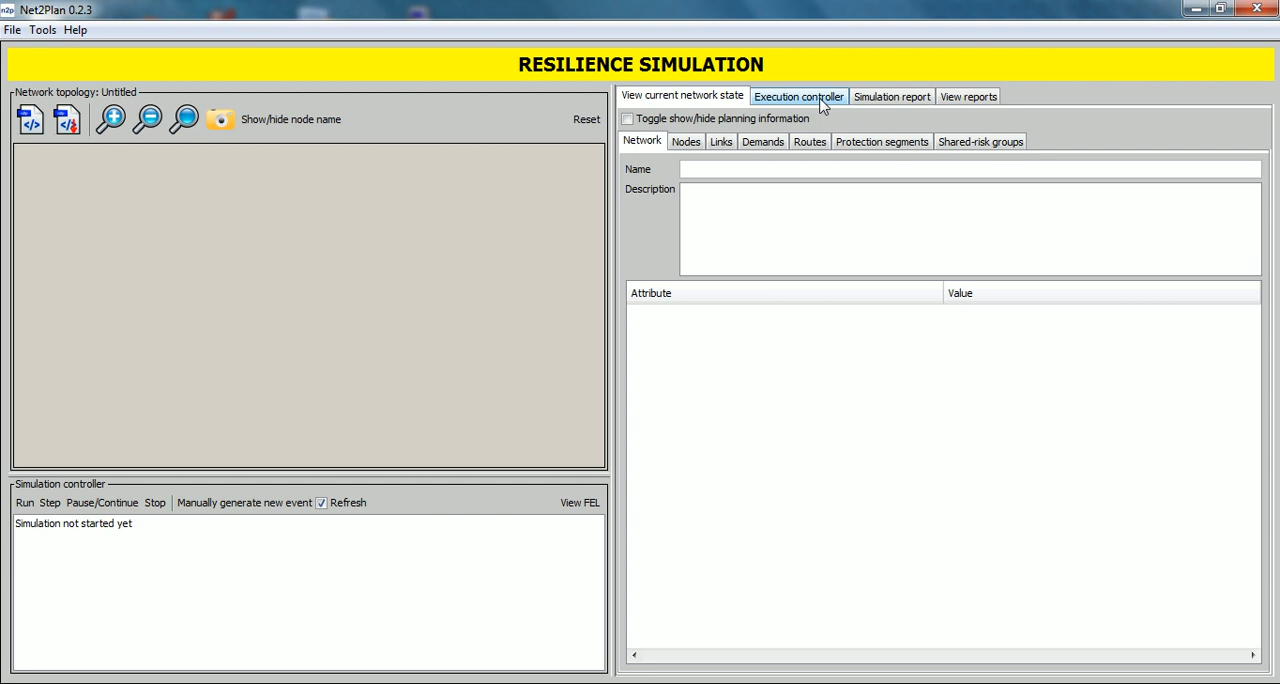 n2p Net2Plan 0.2.3
File Tools Help
RESILIENCE SIMULATION
Network topology: Untitled
Show/hide node name Reset
View current network state Execution controller Simulation report View reports
Toggle show/hide planning information
Network Nodes Links Demands Routes Protection segments Shared-risk groups
Name
Description
Attribute Value
Simulation controller
Run Step Pause/Continue Stop Manually generate new event Refresh View FEL
Simulation not started yet